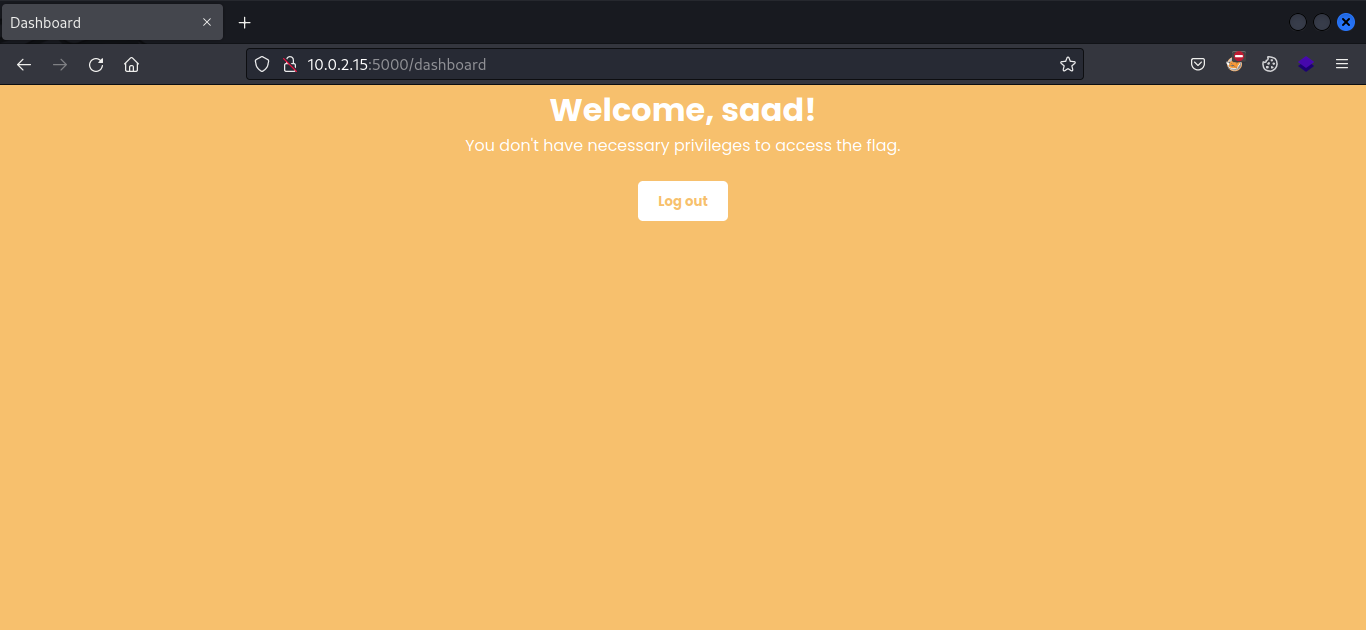 Dashboard
10.0.2.15:5000/dashboard
Welcome, saad!
You don't have necessary privileges to access the flag.
Log out